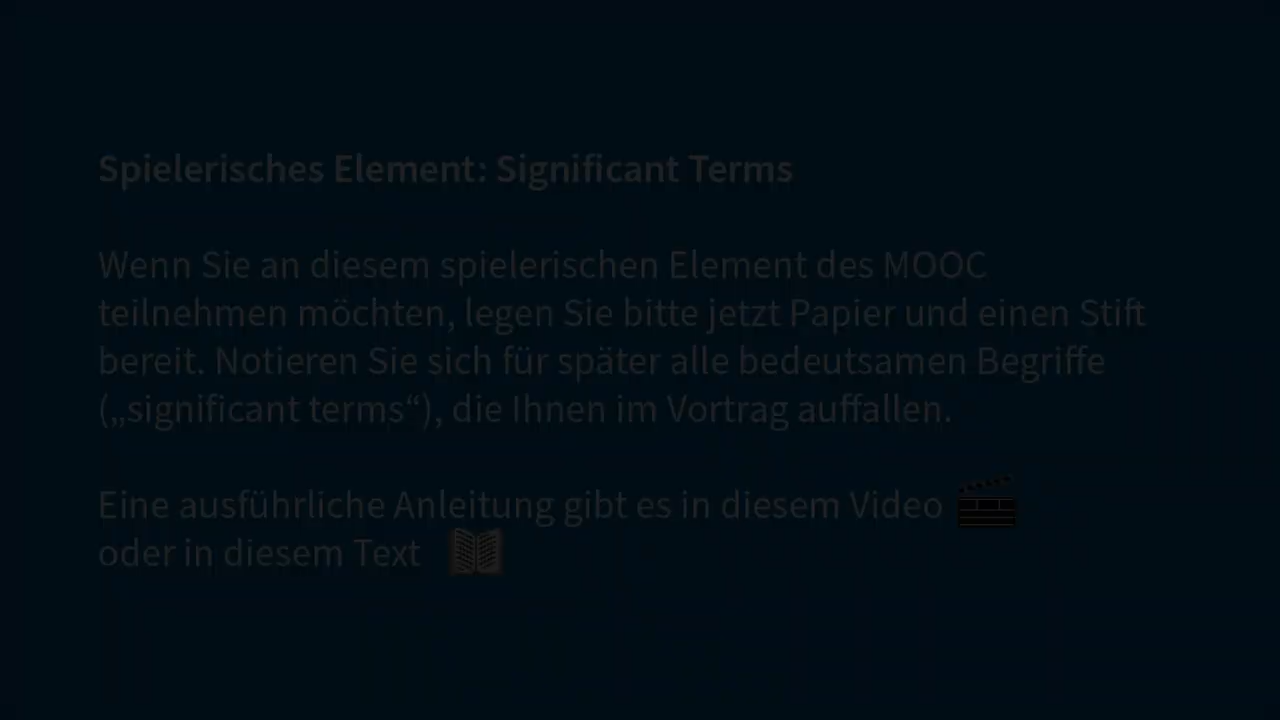 Spielerisches Element: Significant Terms
Wenn Sie an diesem spielerischen Element des MOOC
teilnehmen möchten, legen Sie bitte jetzt Papier und einen Stift
bereit. Notieren Sie sich für später alle bedeutsamen Begriffe
(„significant terms“), die Ihnen im Vortrag auffallen.
Eine ausführliche Anleitung gibt es in diesem Video
oder in diesem Text